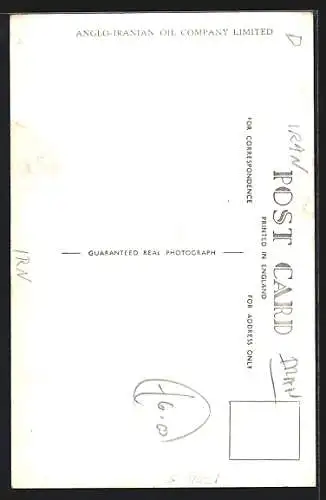 ANGLO-IRANIAN OIL COMPANY LIMITED
D
IRAN
POST CARD
PRINTED IN ENGLAND
FOR CORRESPONDENCE
FOR ADDRESS ONLY
GUARANTEED REAL PHOTOGRAPH
IRN